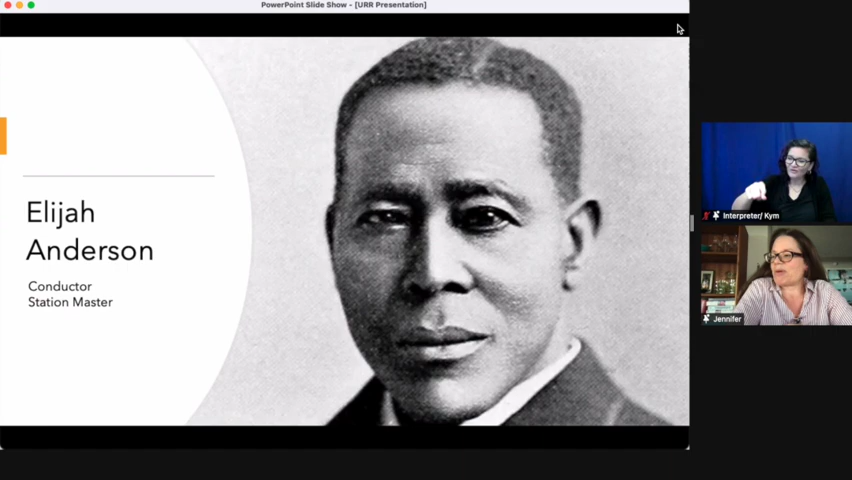 PowerPoint Slide Show - [URR Presentation]
Elijah
Anderson
Conductor
Station Master
Interpreter/ Kym
Jennifer